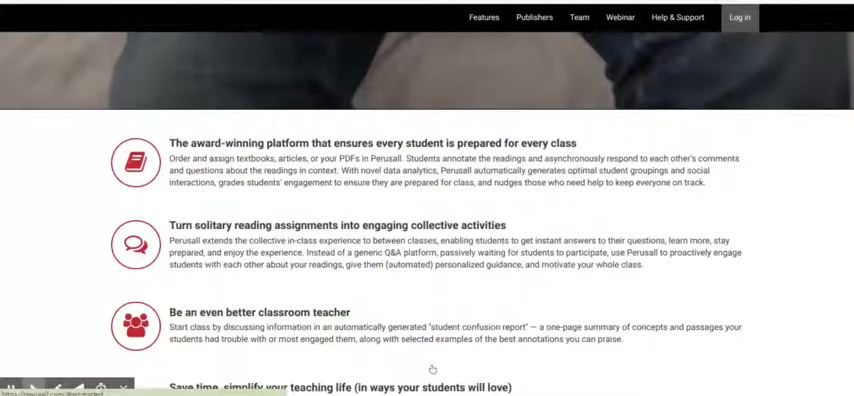 Features Publishers Team Webinar Help & Support Log in
The award-winning platform that ensures every student is prepared for every class
Order and assign textbooks, articles, or your PDFs in Perusall. Students annotate the readings and asynchronously respond to each other's comments
and questions about the readings in context. With novel data analytics, Perusall automatically generates optimal student groupings and social
interactions, grades students' engagement to ensure they are prepared for class, and nudges those who need help to keep everyone on track.
Turn solitary reading assignments into engaging collective activities
Perusall extends the collective in-class experience to between classes, enabling students to get instant answers to their questions, learn more, stay
prepared, and enjoy the experience. Instead of a generic Q&A platform, passively waiting for students to participate, use Perusall to proactively engage
students with each other about your readings, give them (automated) personalized guidance, and motivate your whole class.
Be an even better classroom teacher
Start class by discussing information in an automatically generated "student confusion report" — a one-page summary of concepts and passages your
students had trouble with or most engaged them, along with selected examples of the best annotations you can praise.
Save time, simplify your teaching life (in ways your students will love)